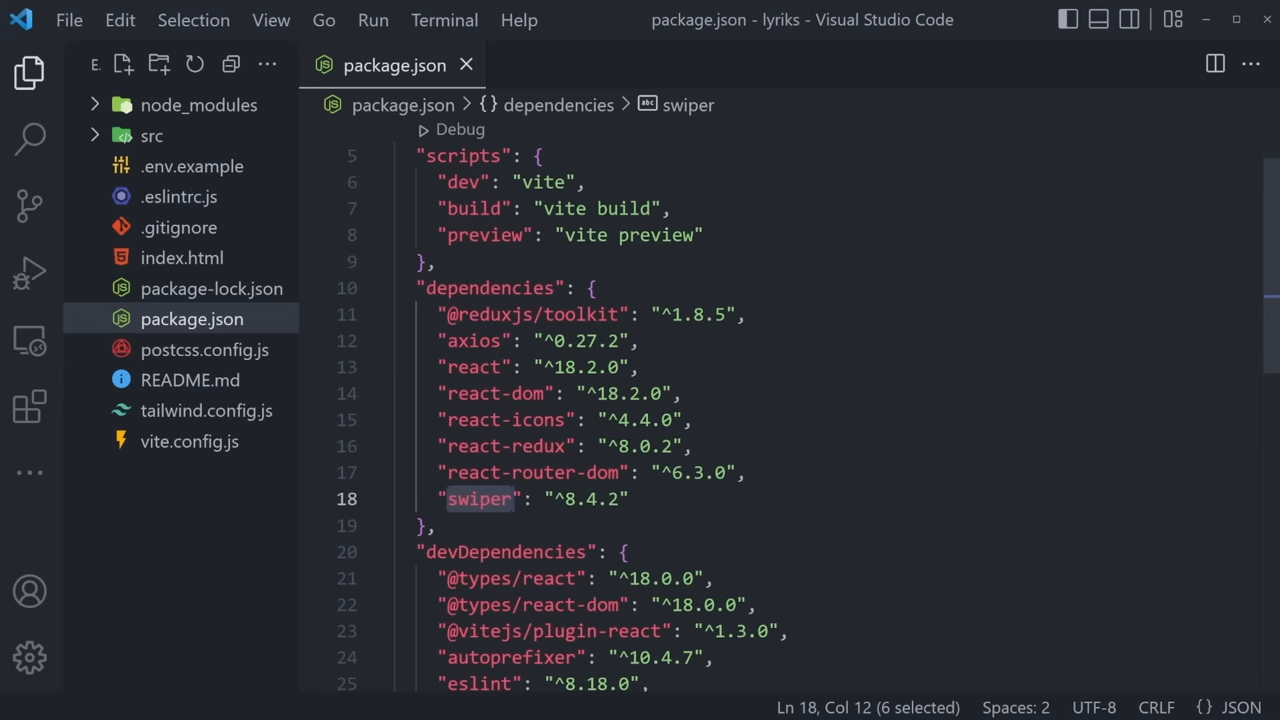 File Edit Selection View Go Run Terminal Help package.json - lyriks - Visual Studio Code
E.
package.json
package.json > {} dependencies > abc swiper
node_modules
src
.env.example
.eslintrc.js
.gitignore
index.html
package-lock.json
package.json
postcss.config.js
README.md
tailwind.config.js
vite.config.js
Debug
5 "scripts": {
6 "dev": "vite",
7 "build": "vite build",
8 "preview": "vite preview"
9 },
10 "dependencies": {
11 "@reduxjs/toolkit": "^1.8.5",
12 "axios": "^0.27.2",
13 "react": "^18.2.0",
14 "react-dom": "^18.2.0",
15 "react-icons": "^4.4.0",
16 "react-redux": "^8.0.2",
17 "react-router-dom": "^6.3.0",
18 "swiper": "^8.4.2"
19 },
20 "devDependencies": {
21 "@types/react": "^18.0.0",
22 "@types/react-dom": "^18.0.0",
23 "@vitejs/plugin-react": "^1.3.0",
24 "autoprefixer": "^10.4.7",
25 "eslint": "^8.18.0",
Ln 18, Col 12 (6 selected) Spaces: 2 UTF-8 CRLF {} JSON